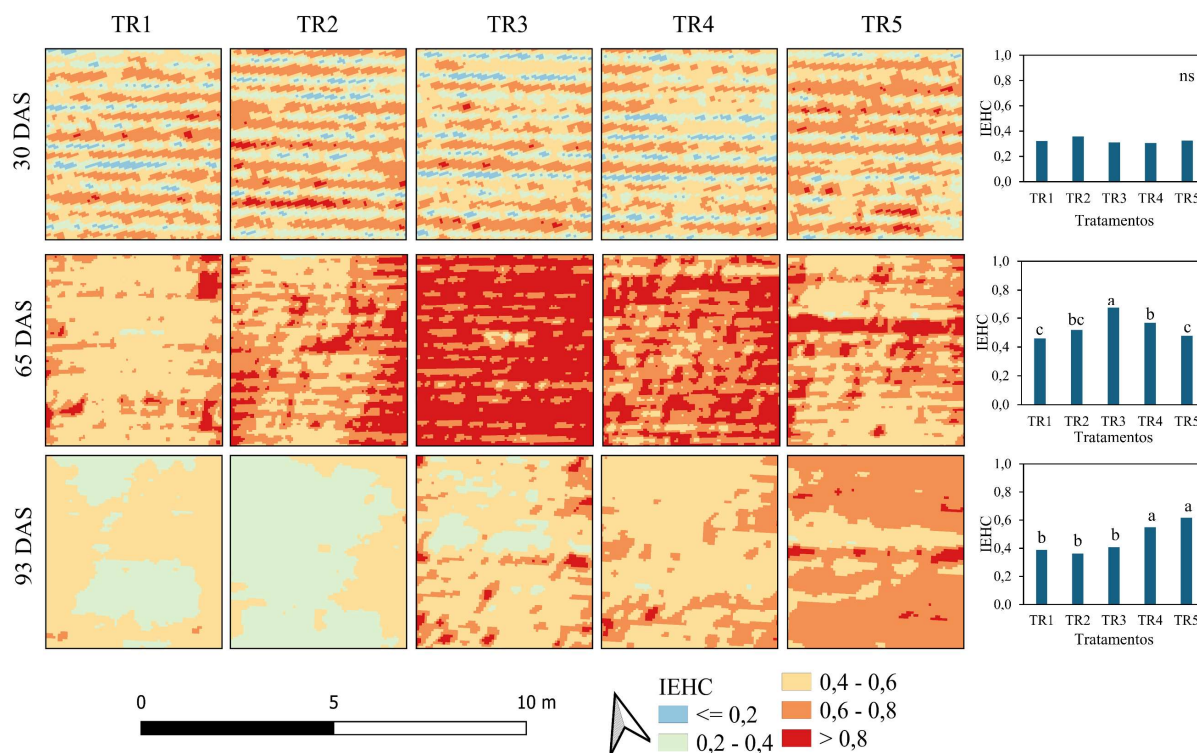 TR1 TR2 TR3 TR4 TR5
30 DAS
1,0
0,8
0,6
0,4
0,2
0,0
IEHC
ns
TR1 TR2 TR3 TR4 TR5
Tratamentos
65 DAS
1,0
0,8
0,6
0,4
0,2
0,0
IEHC
c bc a b c
TR1 TR2 TR3 TR4 TR5
Tratamentos
93 DAS
1,0
0,8
0,6
0,4
0,2
0,0
IEHC
b b b a a
TR1 TR2 TR3 TR4 TR5
Tratamentos
0 5 10 m
IEHC
<= 0,2
0,2 - 0,4
0,4 - 0,6
0,6 - 0,8
> 0,8